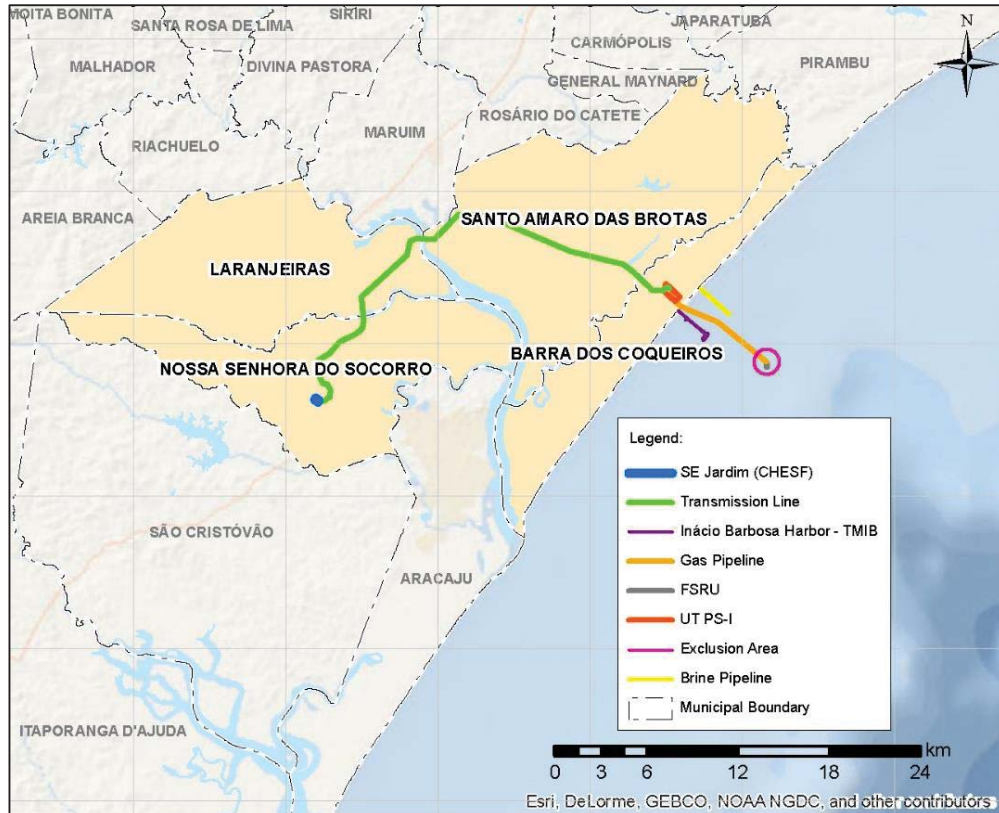 MOITA BONITA
SIRIRI
JAPARATUBA
N
SANTA ROSA DE LIMA
CARMÓPOLIS
MALHADOR
DIVINA PASTORA
PIRAMBU
GENERAL MAYNARD
ROSÁRIO DO CATETE
MARUIM
RIACHUELO
AREIA BRANCA
SANTO AMARO DAS BROTAS
LARANJEIRAS
BARRA DOS COQUEIROS
NOSSA SENHORA DO SOCORRO
Legend:
SE Jardim (CHESF)
Transmission Line
Inácio Barbosa Harbor - TMIB
Gas Pipeline
FSRU
UT PS-I
Exclusion Area
Brine Pipeline
Municipal Boundary
SÃO CRISTÓVÃO
ARACAJU
ITAPORANGA D'AJUDA
km
0 3 6 12 18 24
Esri, DeLorme, GEBCO, NOAA NGDC, and other contributors